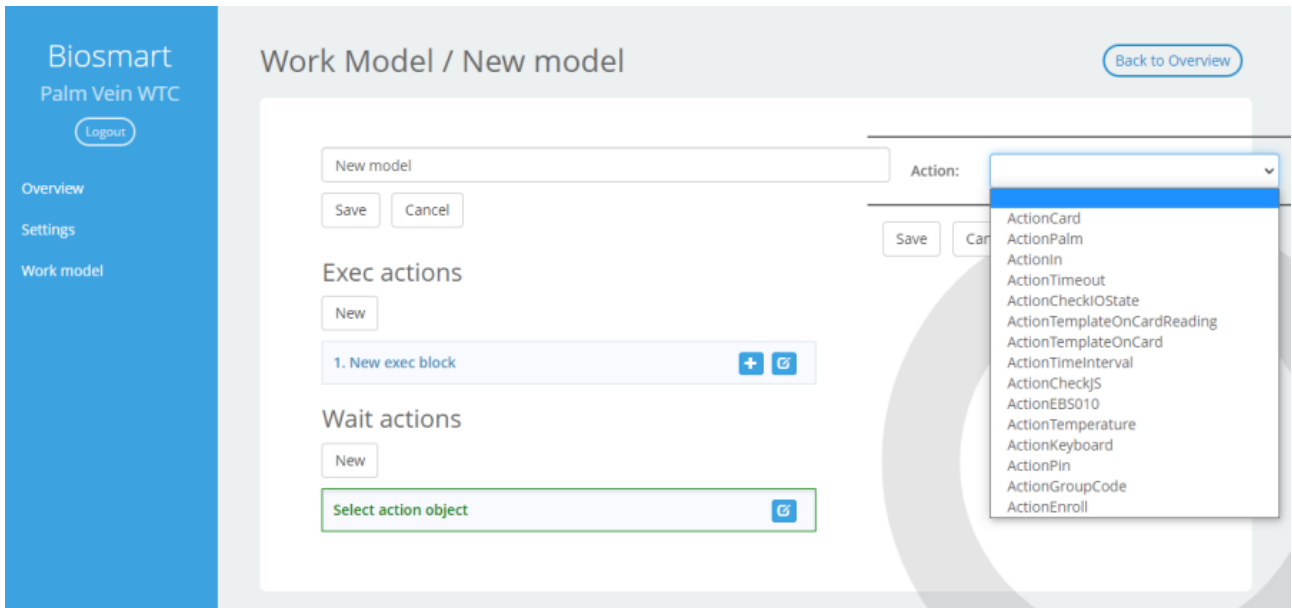 Biosmart
Palm Vein WTC
Logout
Overview
Settings
Work model
Work Model / New model
Back to Overview
New model
Save
Cancel
Exec actions
New
1. New exec block
Wait actions
New
Select action object
Action:
Save
Can
ActionCard
ActionPalm
ActionIn
ActionTimeout
ActionCheckIOState
ActionTemplateOnCardReading
ActionTemplateOnCard
ActionTimeInterval
ActionCheckJS
ActionEBS010
ActionTemperature
ActionKeyboard
ActionPin
ActionGroupCode
ActionEnroll